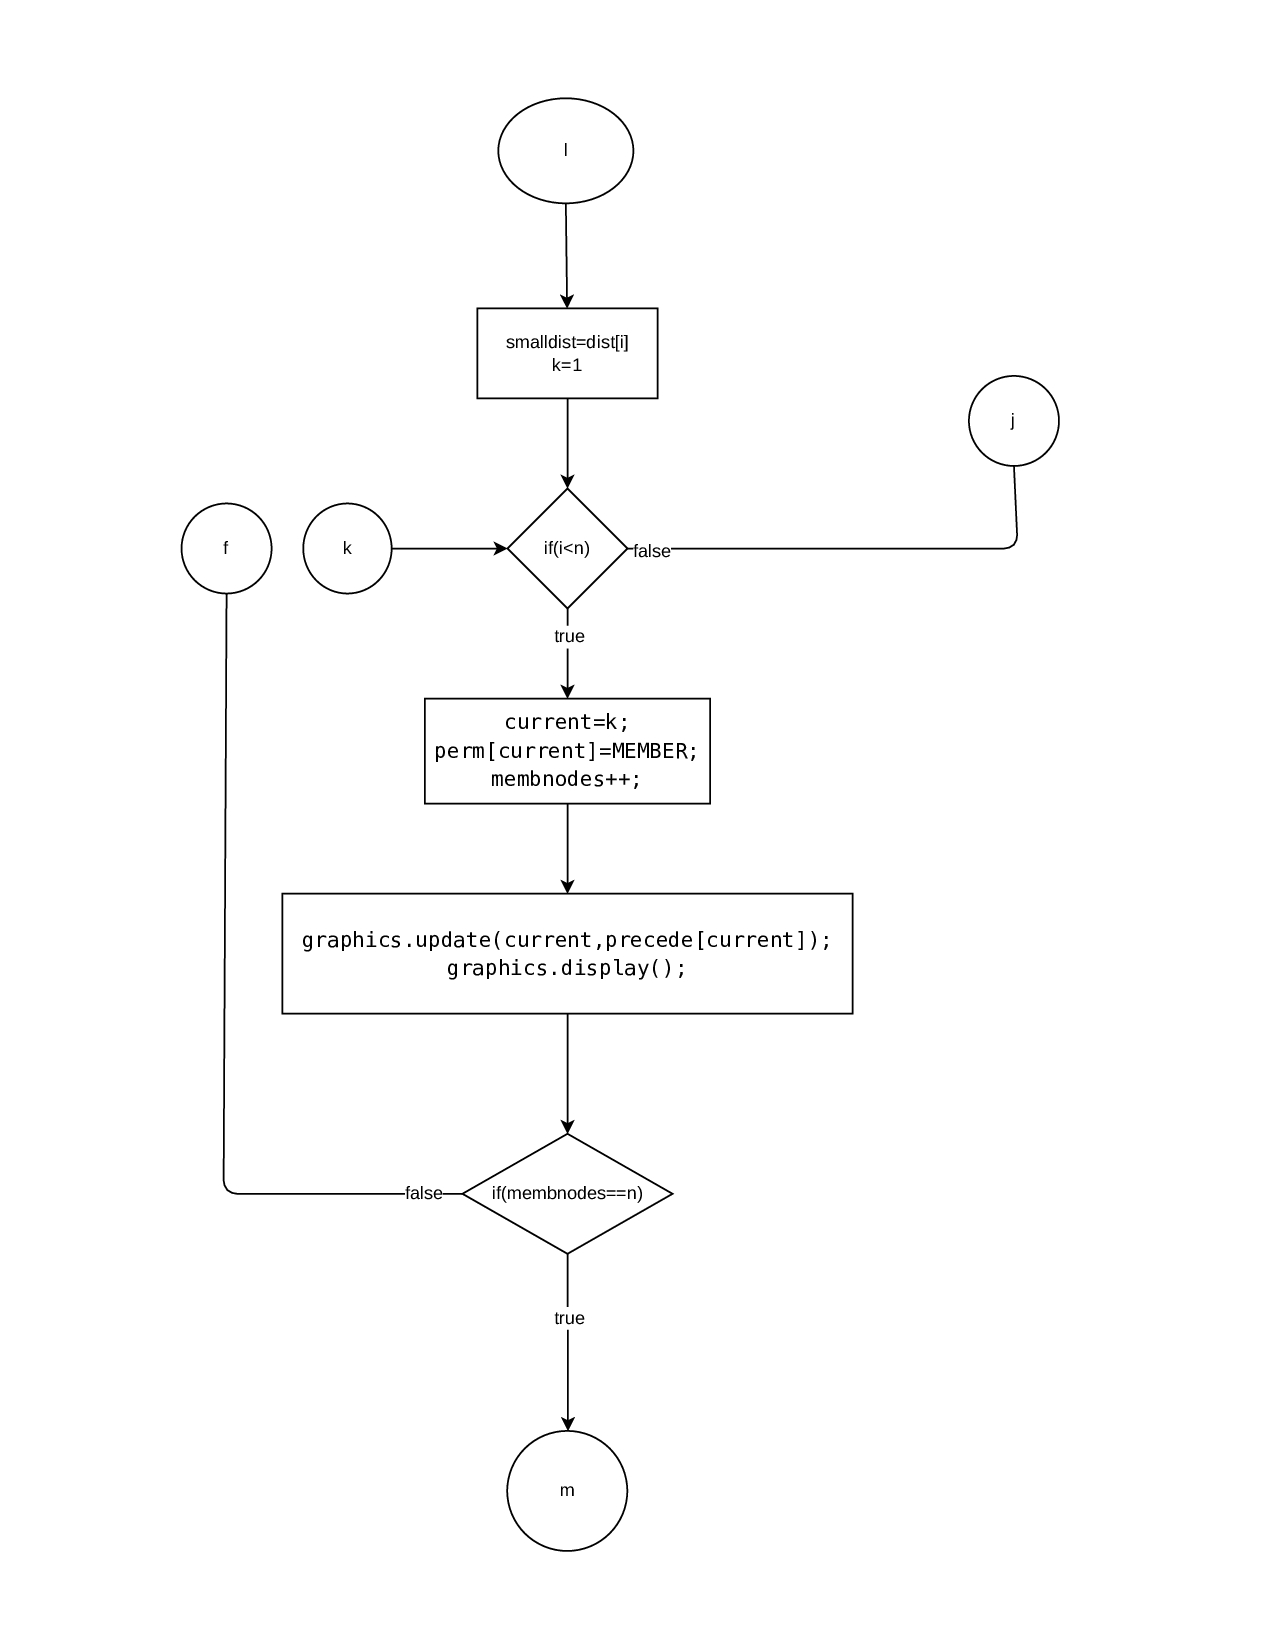 l
smalldist=dist[i]
k=1
j
f
k
if(i<n)
false
true
current=k;
perm[current]=MEMBER;
membnodes++;
graphics.update(current,precede[current]);
graphics.display();
false
if(membnodes==n)
true
m